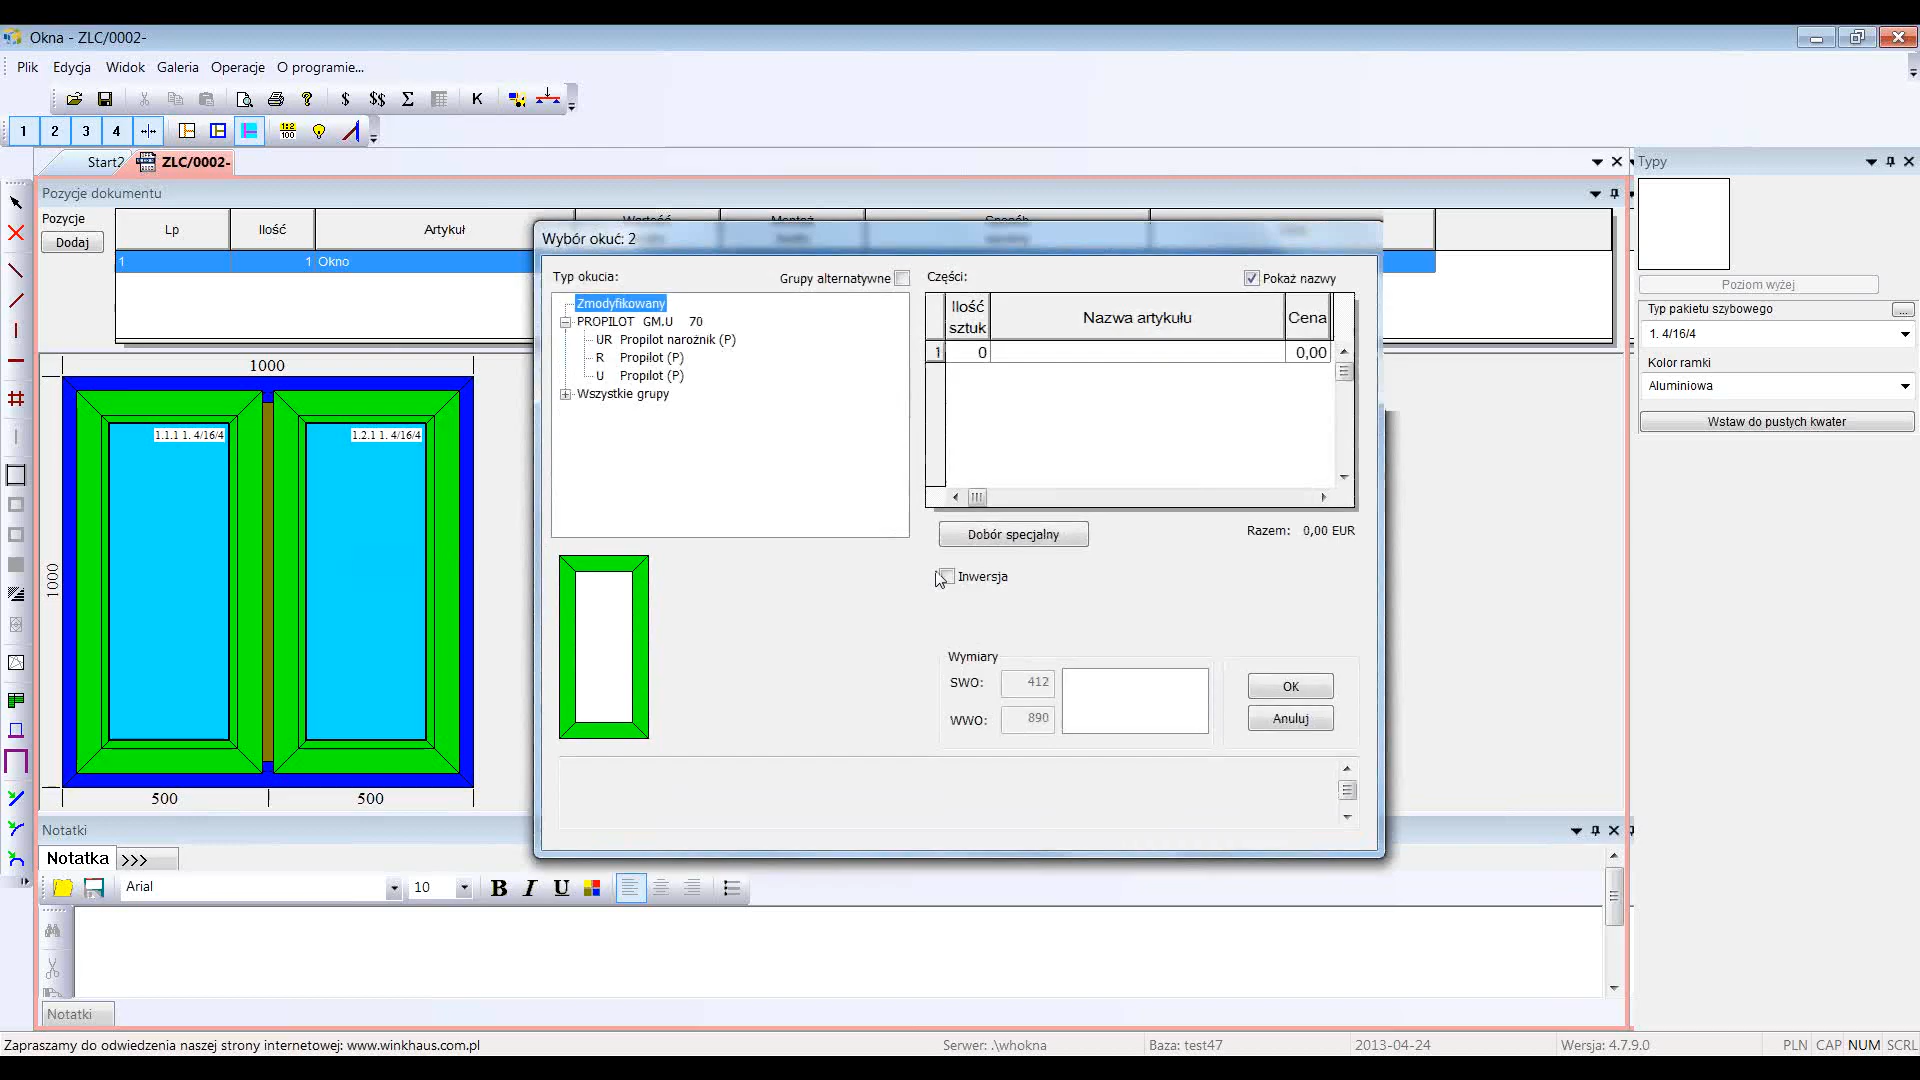 Okna - ZLC/0002-
Plik Edycja Widok Galeria Operacje O programie...
$ $$ Σ K
1 2 3 4
Start2 ZLC/0002-
Typy
Pozycje dokumentu
Pozycje
Dodaj
Lp Ilość Artykuł
1 1 Okno
Wybór okuć: 2
Typ okucia: Grupy alternatywne
Zmodyfikowany
PROPILOT GM.U 70
UR Propilot narożnik (P)
R Propilot (P)
U Propilot (P)
Wszystkie grupy
Części: Pokaż nazwy
Ilość sztuk Nazwa artykułu Cena
1 0 0,00
Dobór specjalny
Razem: 0,00 EUR
Inwersja
Wymiary
SWO: 412
WWO: 890
OK
Anuluj
Poziom wyżej
Typ pakietu szybowego ...
1. 4/16/4
Kolor ramki
Aluminiowa
Wstaw do pustych kwater
1000
1000
1.1.1 1. 4/16/4
1.2.1 1. 4/16/4
500 500
Notatki
Notatka >>>
Arial 10 B I U
Notatki
Zapraszamy do odwiedzenia naszej strony internetowej: www.winkhaus.com.pl Serwer: .\whokna Baza: test47 2013-04-24 Wersja: 4.7.9.0 PLN CAP NUM SCRL